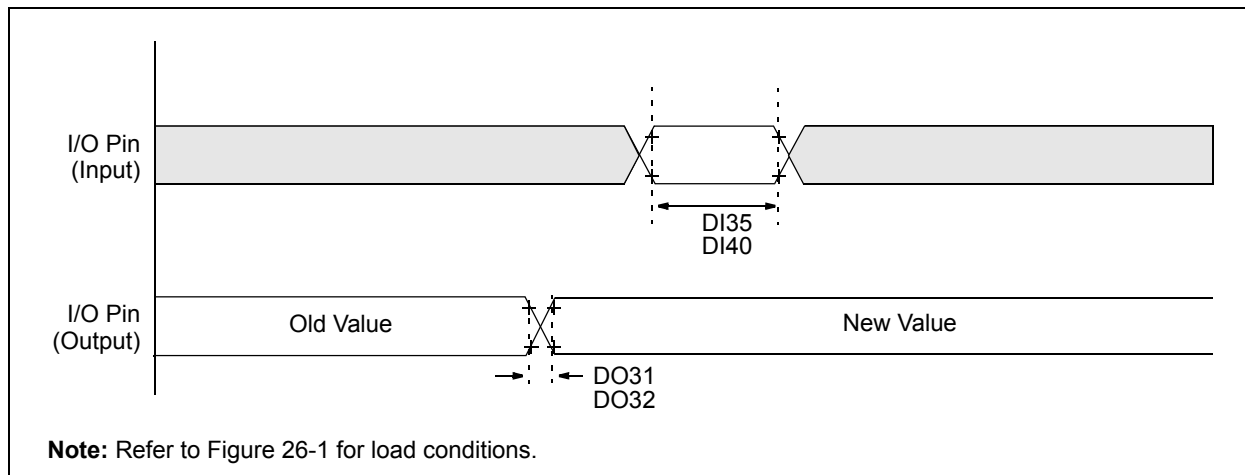 I/O Pin
(Input)
DI35
DI40
I/O Pin
(Output)
Old Value
New Value
DO31
DO32
Note: Refer to Figure 26-1 for load conditions.